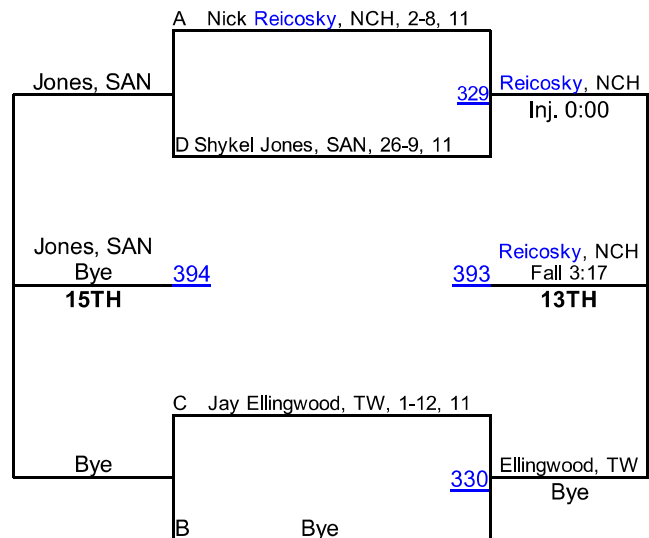 A Nick Reicosky, NCH, 2-8, 11
Jones, SAN
329
Reicosky, NCH
Inj. 0:00
D Shykel Jones, SAN, 26-9, 11
Jones, SAN
Bye
15TH
394
393
Reicosky, NCH
Fall 3:17
13TH
C Jay Ellingwood, TW, 1-12, 11
Bye
330
Ellingwood, TW
Bye
B Bye